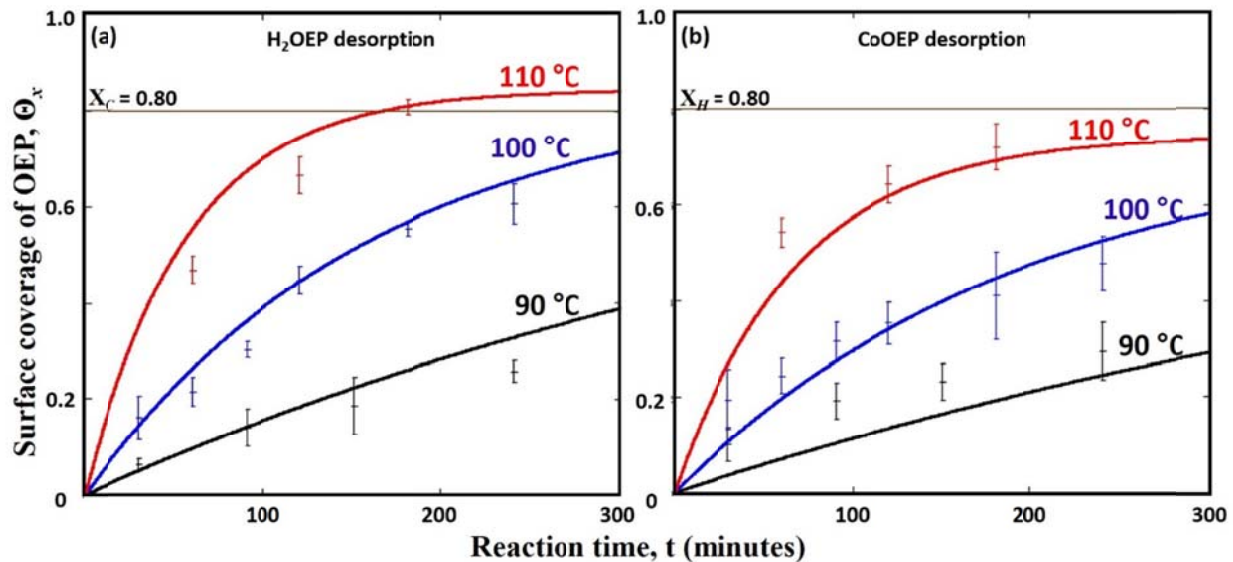 Surface coverage of OEP, Θx
1.0
0.6
0.2
0
(a)
H2OEP desorption
XC = 0.80
110 °C
100 °C
90 °C
100
200
300
1.0
0.6
0.2
0
(b)
CoOEP desorption
XH = 0.80
110 °C
100 °C
90 °C
100
200
300
Reaction time, t (minutes)